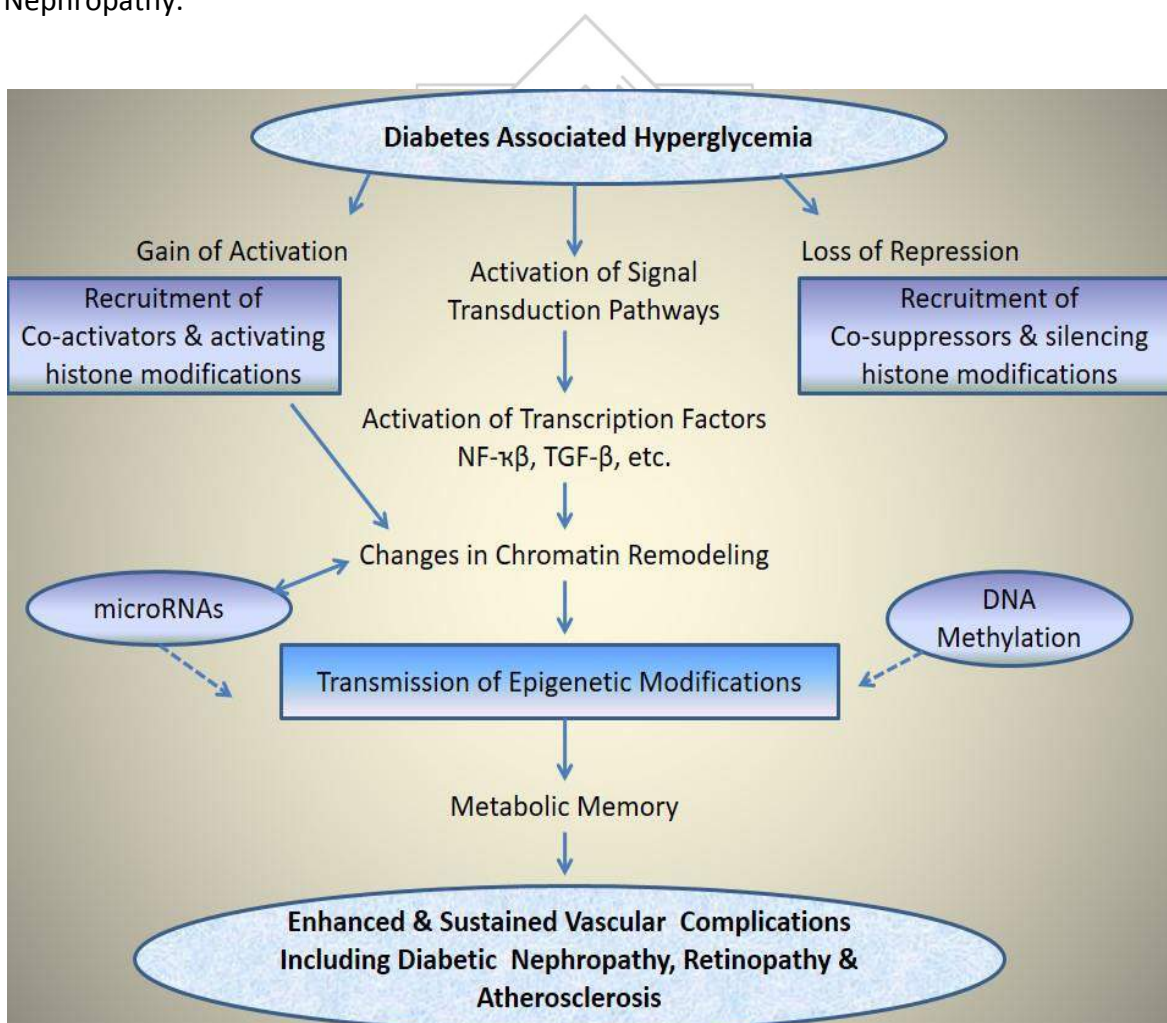 Nephropathy.
Diabetes Associated Hyperglycemia
Gain of Activation
Recruitment of
Co-activators & activating
histone modifications
Activation of Signal
Transduction Pathways
Loss of Repression
Recruitment of
Co-suppressors & silencing
histone modifications
Activation of Transcription Factors
NF-κβ, TGF-β, etc.
Changes in Chromatin Remodeling
microRNAs
DNA
Methylation
Transmission of Epigenetic Modifications
Metabolic Memory
Enhanced & Sustained Vascular Complications
Including Diabetic Nephropathy, Retinopathy &
Atherosclerosis